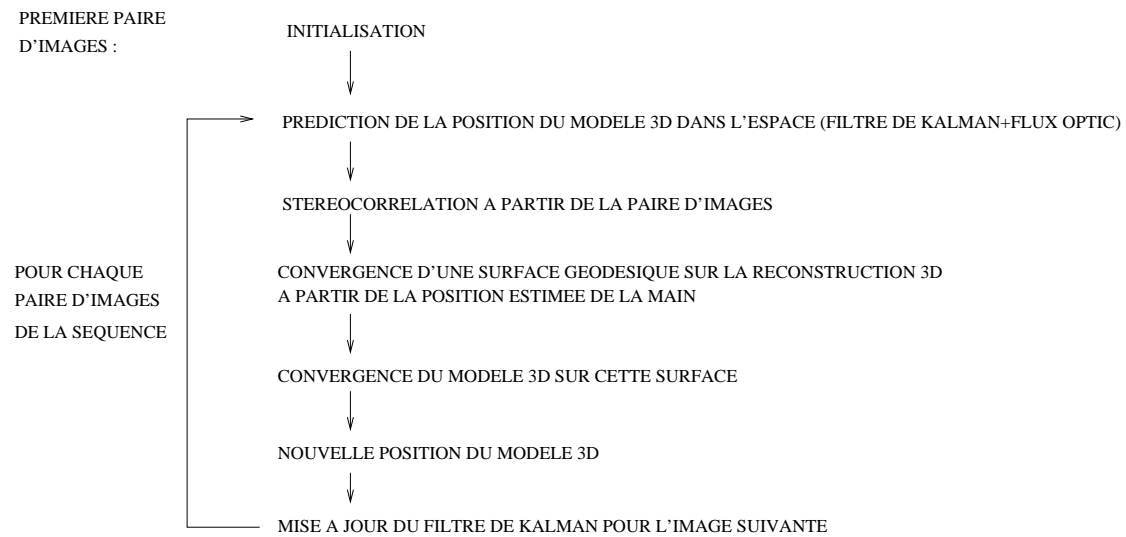 PREMIERE PAIRE
D'IMAGES :
INITIALISATION
PREDICTION DE LA POSITION DU MODELE 3D DANS L'ESPACE (FILTRE DE KALMAN+FLUX OPTIC)
STEREOCORRELATION A PARTIR DE LA PAIRE D'IMAGES
POUR CHAQUE
PAIRE D'IMAGES
DE LA SEQUENCE
CONVERGENCE D'UNE SURFACE GEODESIQUE SUR LA RECONSTRUCTION 3D
A PARTIR DE LA POSITION ESTIMEE DE LA MAIN
CONVERGENCE DU MODELE 3D SUR CETTE SURFACE
NOUVELLE POSITION DU MODELE 3D
MISE A JOUR DU FILTRE DE KALMAN POUR L'IMAGE SUIVANTE